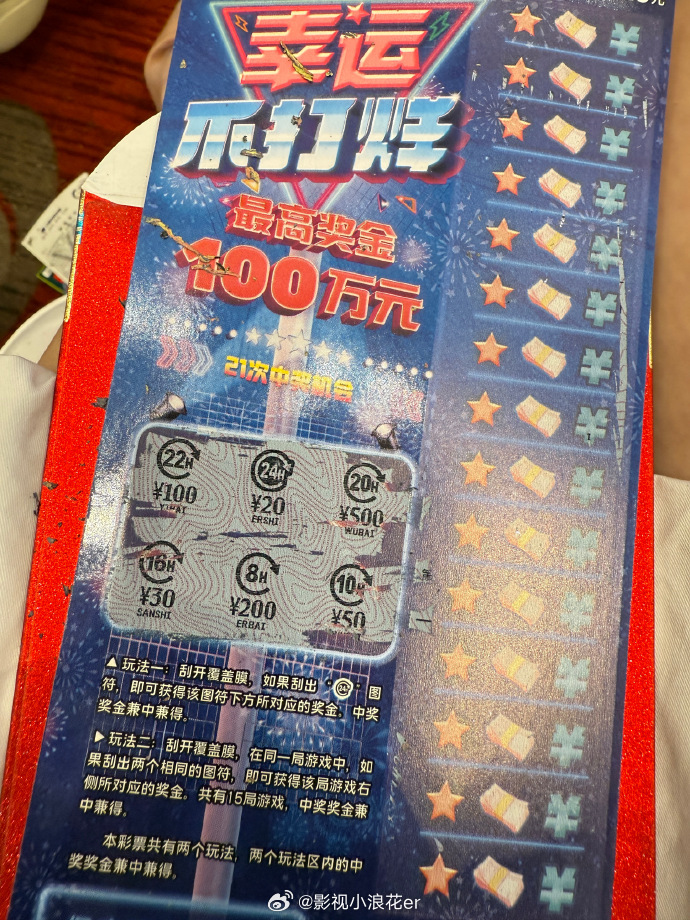 元
幸运
不打烊
最高奖金
100万元
21次中奖机会
22H 24H 20H
¥100 ¥20 ¥500
YIBAI ERSHI WUBAI
16H 8H 10H
¥30 ¥200 ¥50
SANSHI ERBAI
▲ 玩法一：刮开覆盖膜，如果刮出“24H”图
符，即可获得该图符下方所对应的奖金，中奖
奖金兼中兼得。
▶ 玩法二：刮开覆盖膜，在同一局游戏中，如
果刮出两个相同的图符，即可获得该局游戏右
侧所对应的奖金。共有15局游戏，中奖奖金兼
中兼得。
本彩票共有两个玩法，两个玩法区内的中
奖奖金兼中兼得。
@影视小浪花er